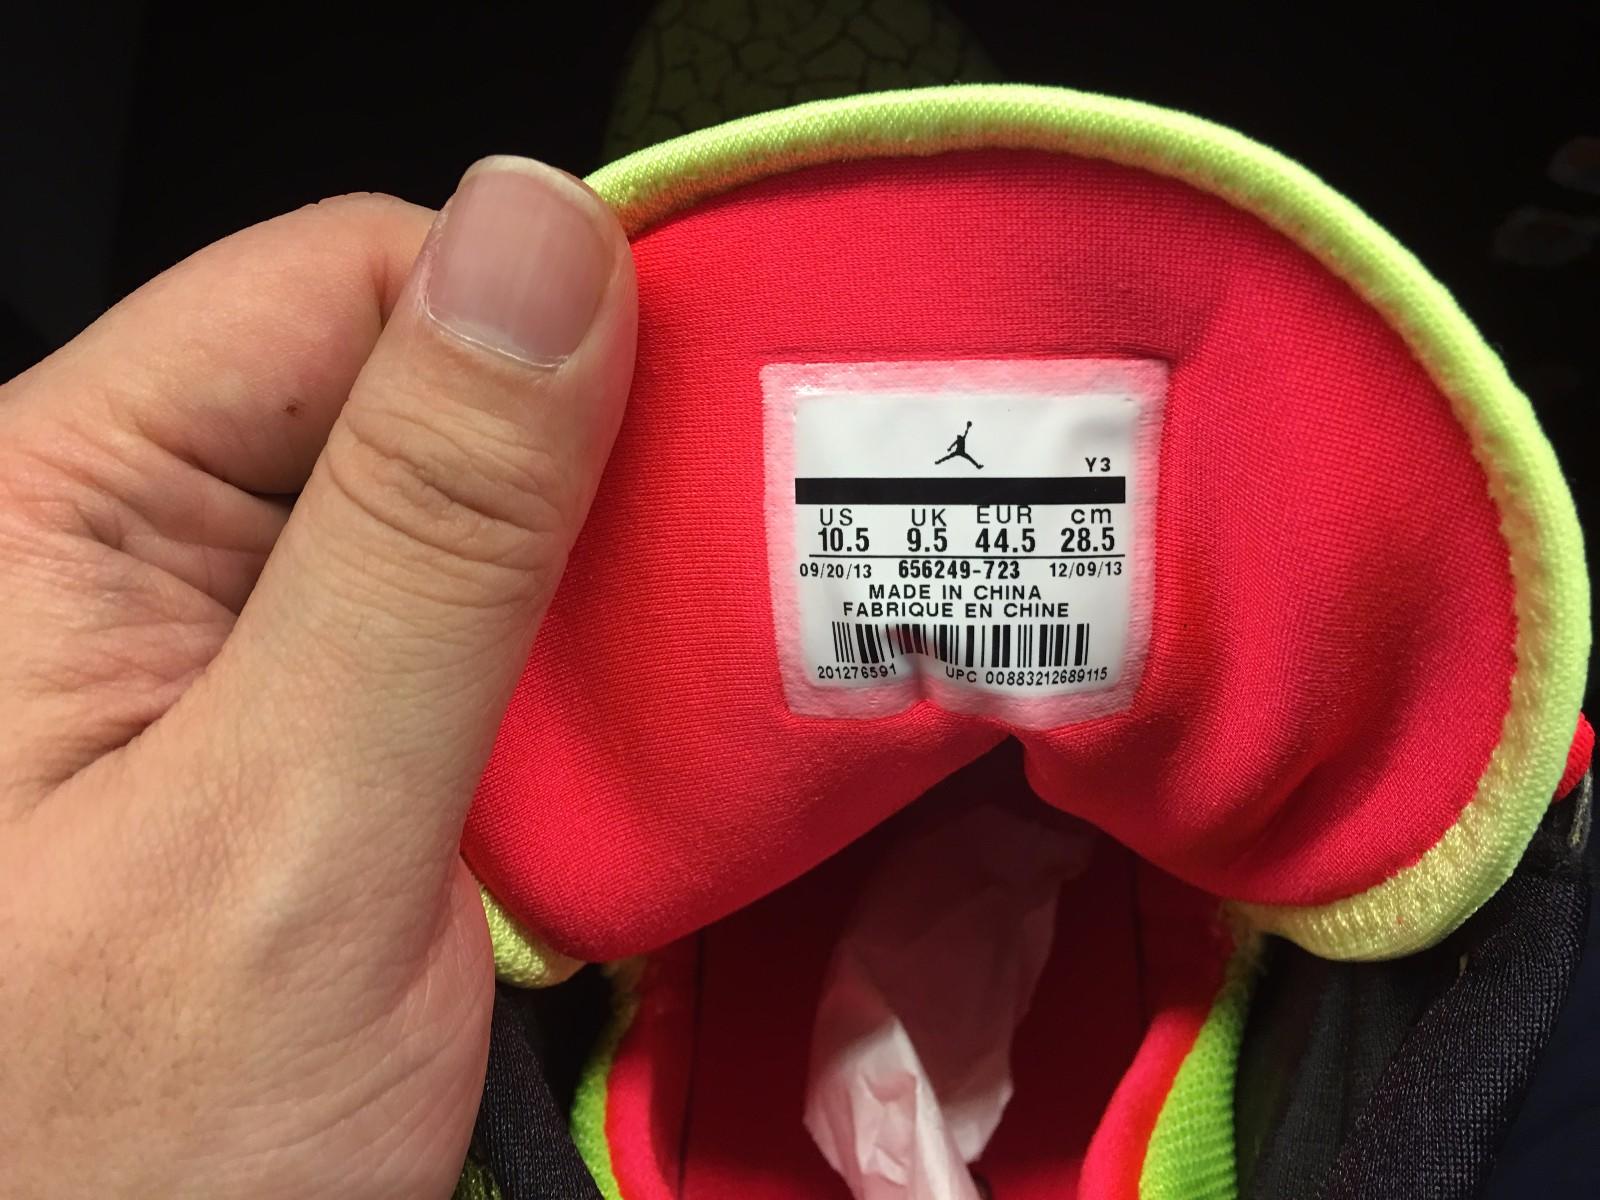 Y3
US UK EUR cm
10.5 9.5 44.5 28.5
09/20/13 656249-723 12/09/13
MADE IN CHINA
FABRIQUE EN CHINE
201276591 UPC 00883212689115